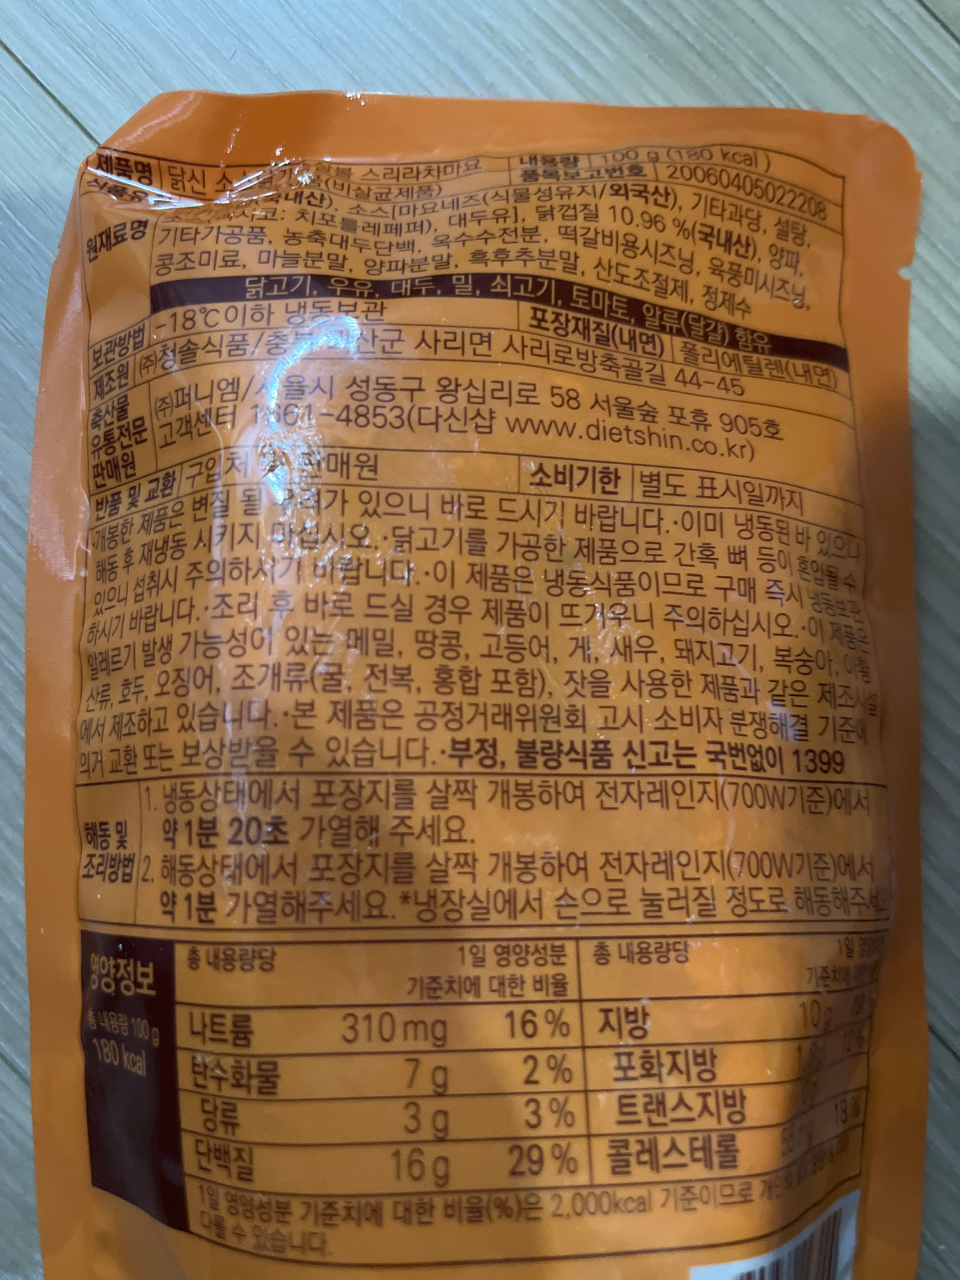 제품명 닭신 스리라차마요 내용량 100 g (180 kcal)
(비살균제품) 품목보고번호 20060405022208
원재료명 국내산), 소스[마요네즈(식물성유지/외국산), 기타과당, 설탕,
치포틀레페퍼), 대두유], 닭껍질 10.96 %(국내산), 양파,
기타가공품, 농축대두단백, 옥수수전분, 떡갈비용시즈닝, 육풍미시즈닝,
콩조미료, 마늘분말, 양파분말, 흑후추분말, 산도조절제, 정제수
닭고기, 우유, 대두, 밀, 쇠고기, 토마토, 알류(달걀) 함유
보관방법 -18℃이하 냉동보관 포장재질(내면) 폴리에틸렌(내면)
제조원 (주)청솔식품/충 산군 사리면 사리로방축골길 44-45
축산물유통전문판매원 (주)퍼니엠/서울시 성동구 왕십리로 58 서울숲 포휴 905호
고객센터 1661-4853(다신샵 www.dietshin.co.kr)
반품 및 교환 구입처 및 판매원 소비기한 별도 표시일까지
·개봉한 제품은 변질 될 우려가 있으니 바로 드시기 바랍니다.·이미 냉동된 바 있으니
해동 후 재냉동 시키지 마십시오.·닭고기를 가공한 제품으로 간혹 뼈 등이 혼입될 수
있으니 섭취시 주의하시기 바랍니다.·이 제품은 냉동식품이므로 구매 즉시 냉동보관
하시기 바랍니다.·조리 후 바로 드실 경우 제품이 뜨거우니 주의하십시오.·이 제품은
알레르기 발생 가능성이 있는 메밀, 땅콩, 고등어, 게, 새우, 돼지고기, 복숭아, 아황
산류, 호두, 오징어, 조개류(굴, 전복, 홍합 포함), 잣을 사용한 제품과 같은 제조시설
에서 제조하고 있습니다.·본 제품은 공정거래위원회 고시 소비자 분쟁해결 기준에
의거 교환 또는 보상받을 수 있습니다.·부정, 불량식품 신고는 국번없이 1399
해동 및 조리방법 1. 냉동상태에서 포장지를 살짝 개봉하여 전자레인지(700W기준)에서
약 1분 20초 가열해 주세요.
2. 해동상태에서 포장지를 살짝 개봉하여 전자레인지(700W기준)에서
약 1분 가열해주세요. *냉장실에서 손으로 눌러질 정도로 해동해주세
영양정보 총 내용량당 1일 영양성분 총 내용량당 1일 영양
기준치에 대한 비율 기준치에
총 내용량 100 g
180 kcal
나트륨 310 mg 16 % 지방 10g
탄수화물 7 g 2 % 포화지방
당류 3 g 3 % 트랜스지방
단백질 16 g 29 % 콜레스테롤 18%
1일 영양성분 기준치에 대한 비율(%)은 2,000kcal 기준이므로
다를 수 있습니다.